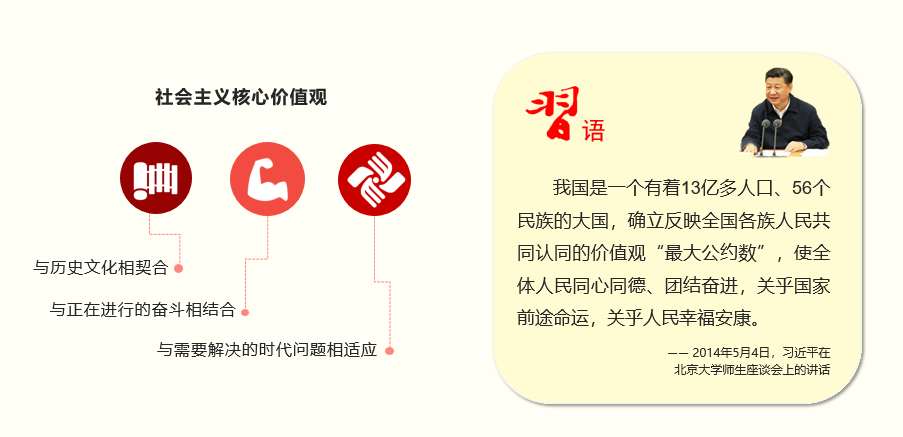 社会主义核心价值观
与历史文化相契合
与正在进行的奋斗相结合
与需要解决的时代问题相适应
習语
我国是一个有着13亿多人口、56个
民族的大国，确立反映全国各族人民共
同认同的价值观“最大公约数”，使全
体人民同心同德、团结奋进，关乎国家
前途命运，关乎人民幸福安康。
—— 2014年5月4日，习近平在
北京大学师生座谈会上的讲话